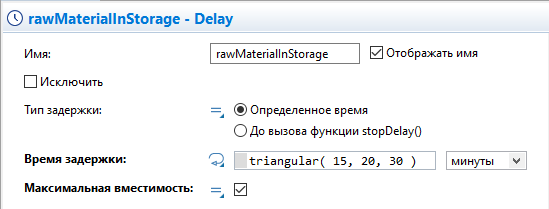 rawMaterialInStorage - Delay
Имя: rawMaterialInStorage Отображать имя
Исключить
Тип задержки: Определенное время
До вызова функции stopDelay()
Время задержки: triangular( 15, 20, 30 ) минуты
Максимальная вместимость: